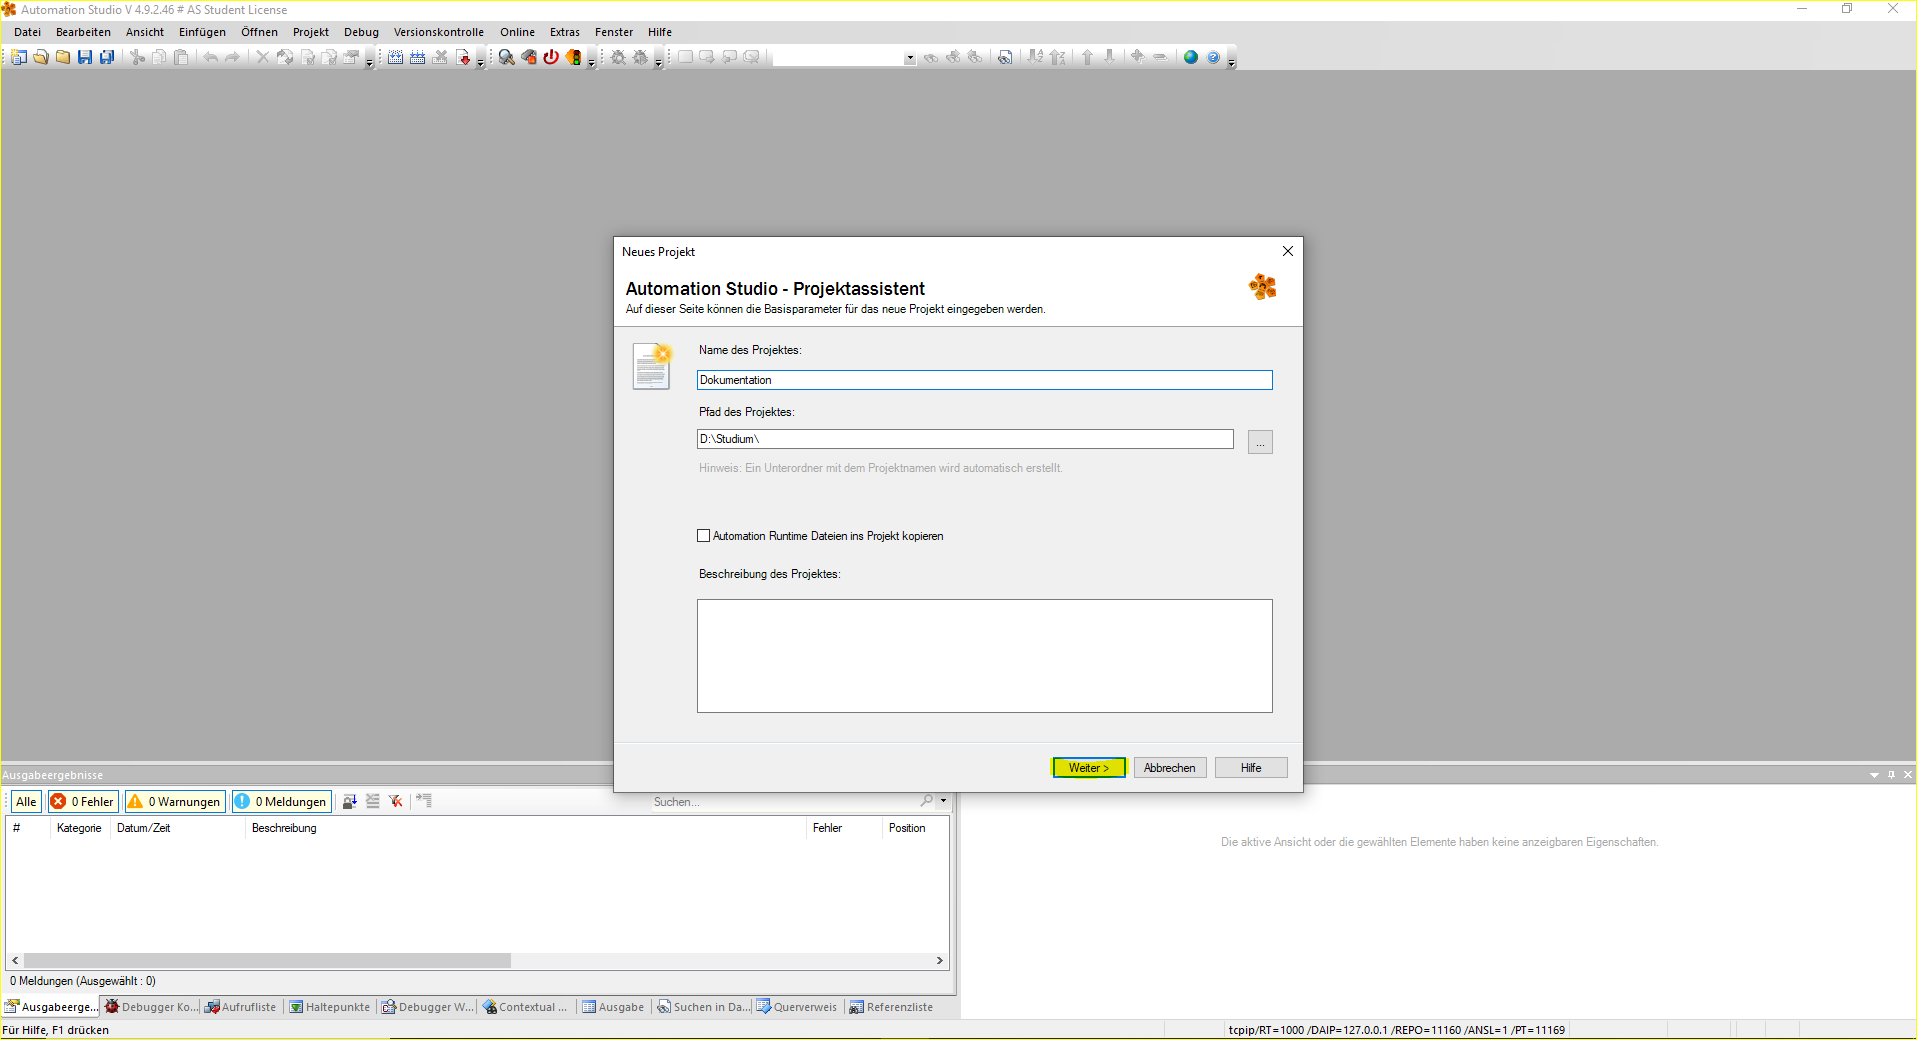 Automation Studio V 4.9.2.46 # AS Student License
Datei Bearbeiten Ansicht Einfügen Öffnen Projekt Debug Versionskontrolle Online Extras Fenster Hilfe
Neues Projekt
Automation Studio - Projektassistent
Auf dieser Seite können die Basisparameter für das neue Projekt eingegeben werden.
Name des Projektes:
Dokumentation
Pfad des Projektes:
D:\Studium\
...
Hinweis: Ein Unterordner mit dem Projektnamen wird automatisch erstellt.
Automation Runtime Dateien ins Projekt kopieren
Beschreibung des Projektes:
Weiter > Abbrechen Hilfe
Ausgabeergebnisse
Alle 0 Fehler 0 Warnungen 0 Meldungen Suchen...
# Kategorie Datum/Zeit Beschreibung Fehler Position
Die aktive Ansicht oder die gewählten Elemente haben keine anzeigbaren Eigenschaften.
0 Meldungen (Ausgewählt : 0)
Ausgabeerge... Debugger Ko... Aufrufliste Haltepunkte Debugger W... Contextual ... Ausgabe Suchen in Da... Querverweis Referenzliste
Für Hilfe, F1 drücken
tcpip/RT=1000 /DAIP=127.0.0.1 /REPO=11160 /ANSL=1 /PT=11169